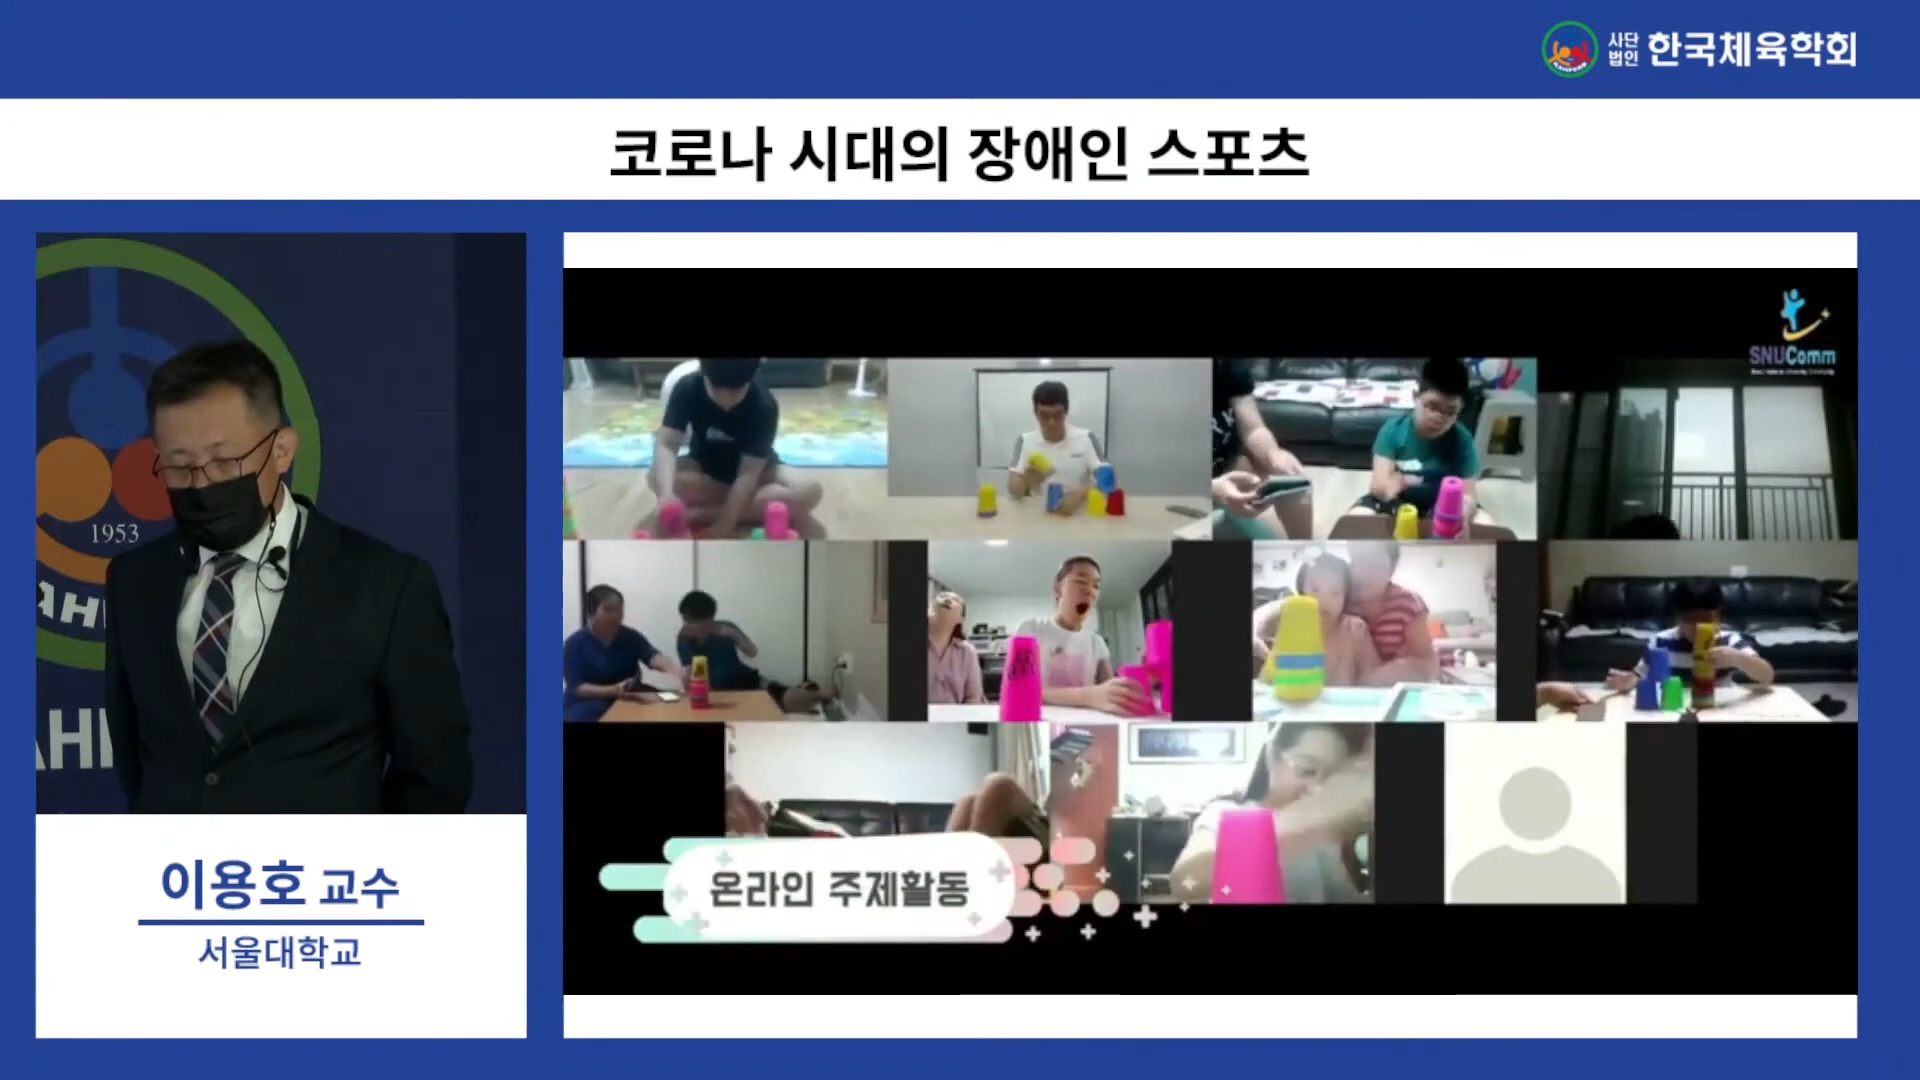 사단
법인
한국체육학회
코로나 시대의 장애인 스포츠
1953
SNUComm
온라인 주제활동
이용호 교수
서울대학교